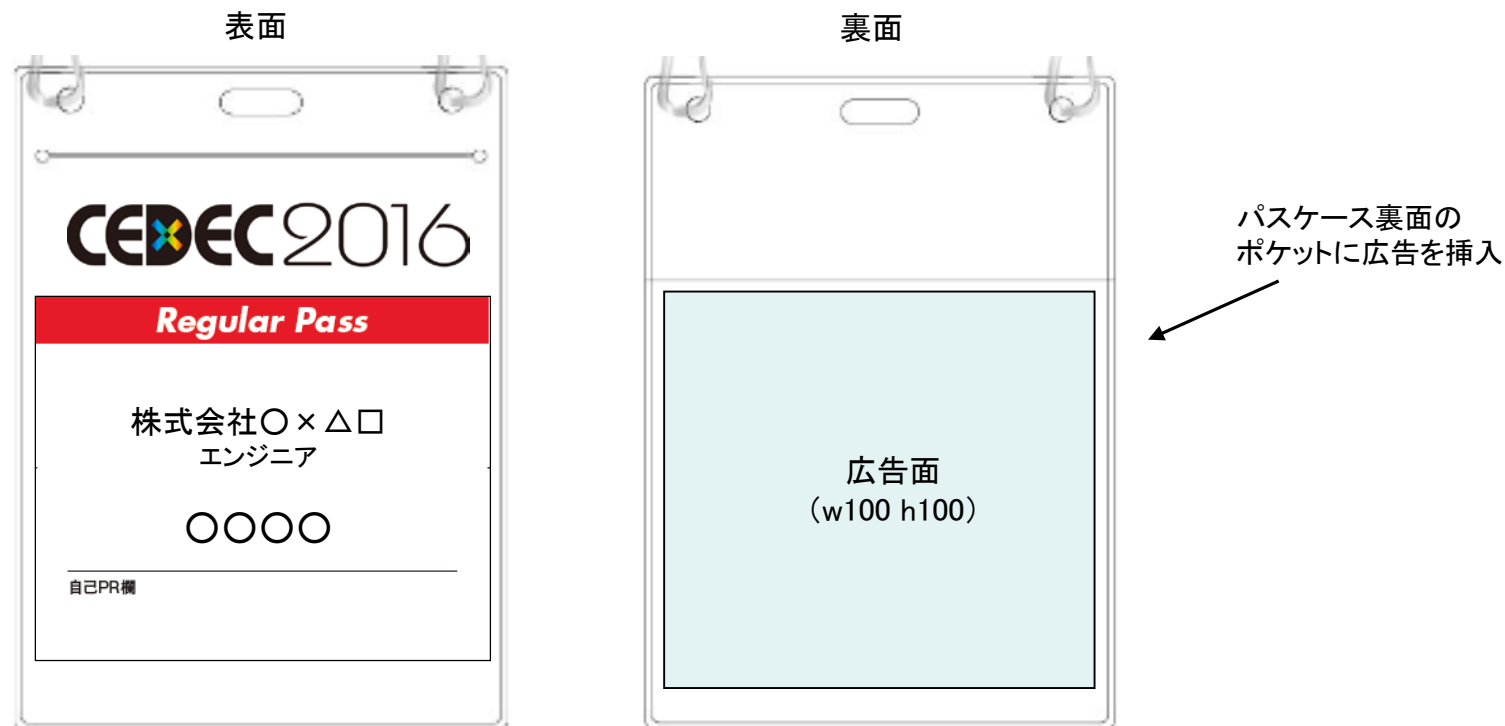 表面
CEDEC2016
Regular Pass
株式会社○×△□
エンジニア
○○○○
自己PR欄
裏面
広告面
（w100 h100）
パスケース裏面の
ポケットに広告を挿入